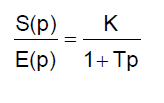 S(p)/E(p) = K/(1+Tp)